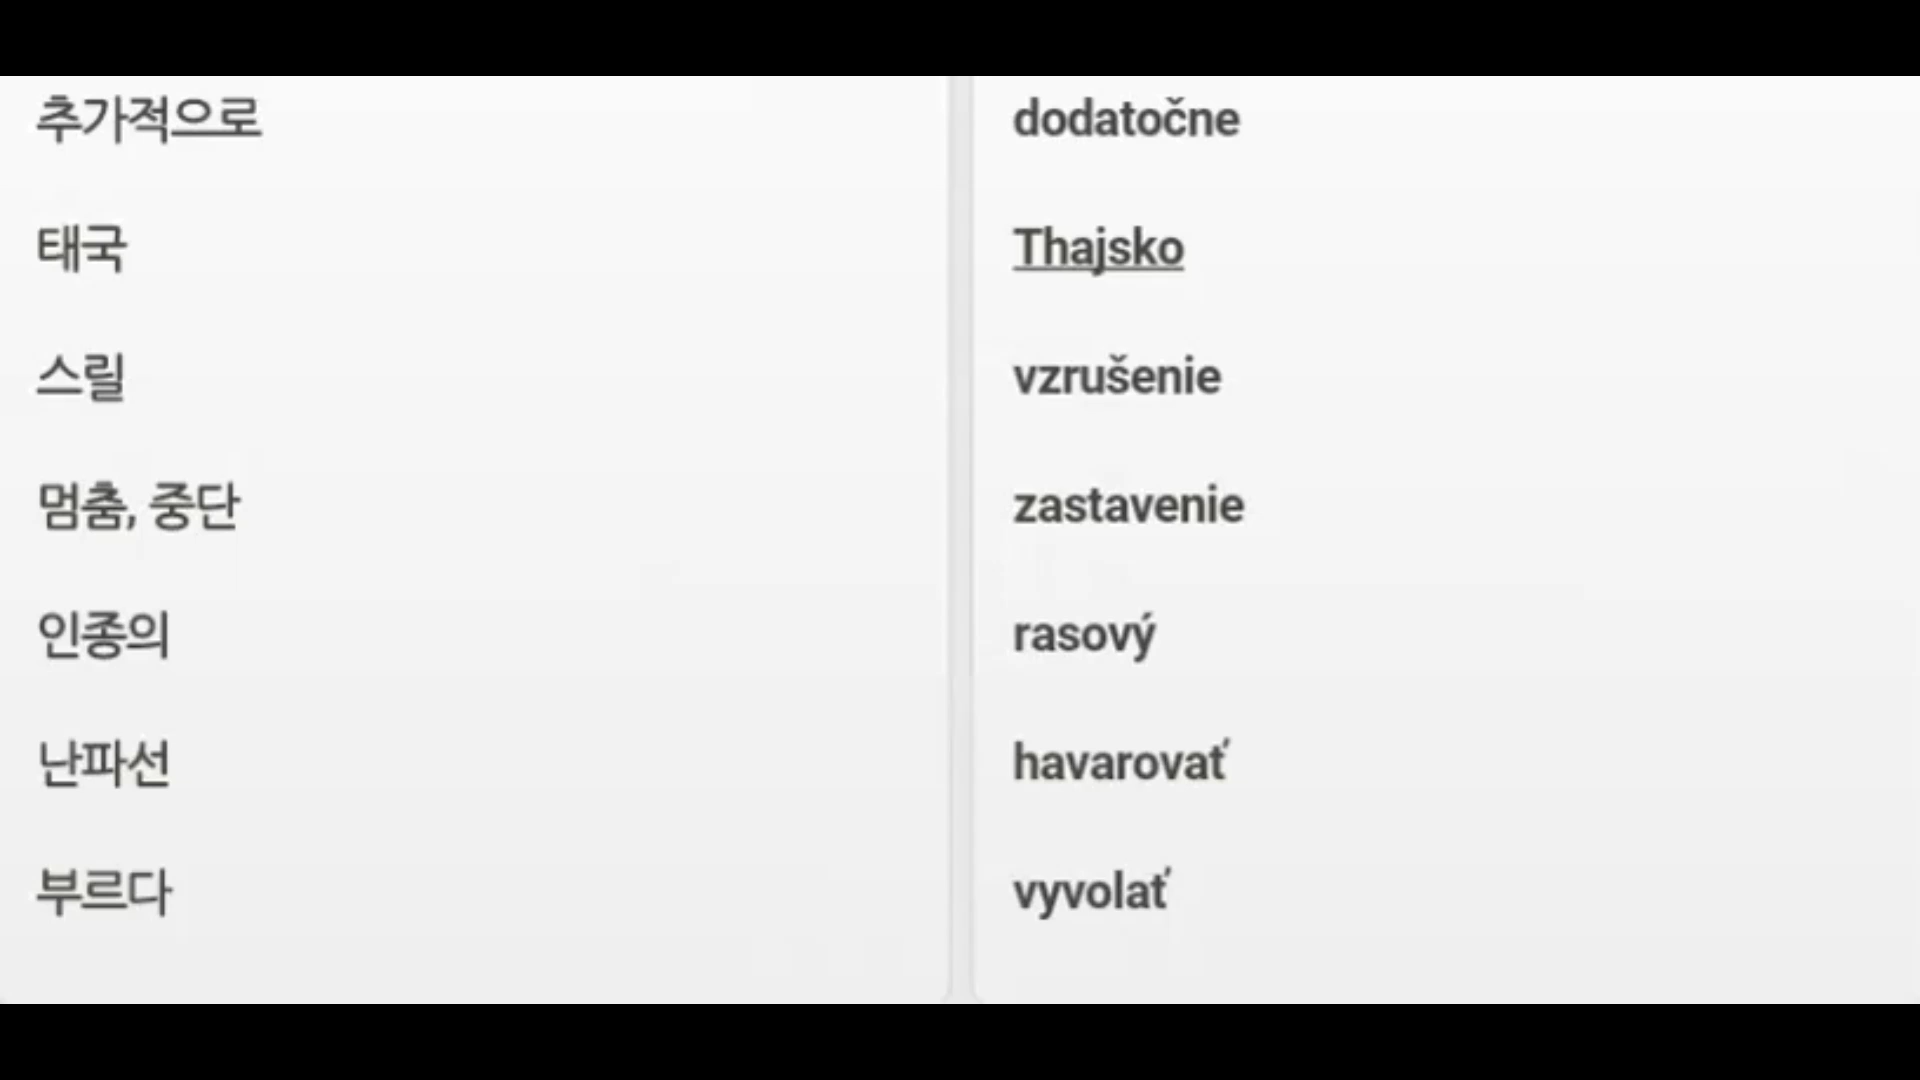 추가적으로 dodatočne
태국 Thajsko
스릴 vzrušenie
멈춤, 중단 zastavenie
인종의 rasový
난파선 havarovať
부르다 vyvolať